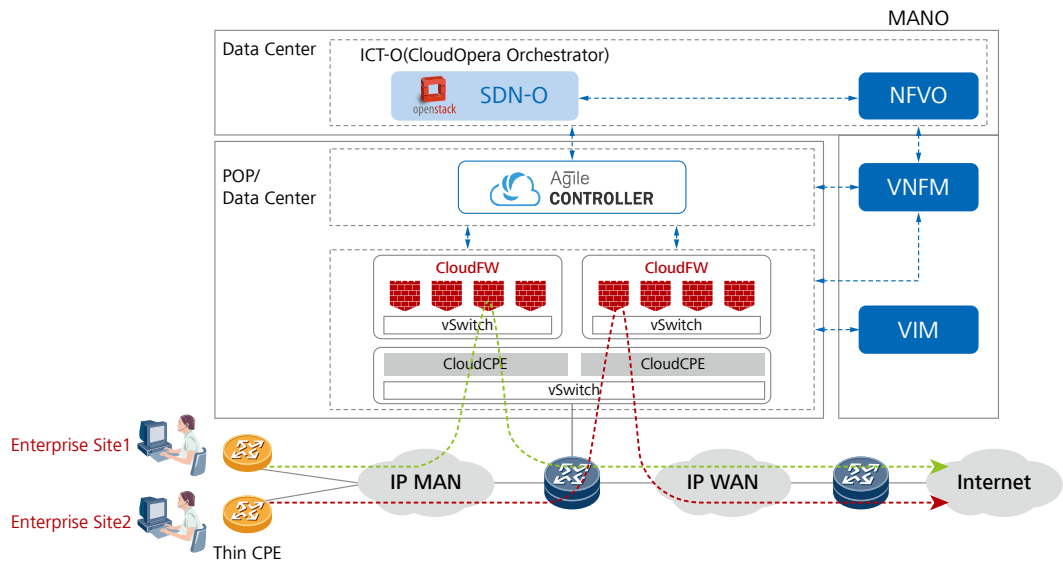 MANO
Data Center
ICT-O(CloudOpera Orchestrator)
openstack
SDN-O
NFVO
POP/
Data Center
Agile
CONTROLLER
VNFM
CloudFW
CloudFW
vSwitch
vSwitch
VIM
CloudCPE
CloudCPE
vSwitch
Enterprise Site1
IP MAN
IP WAN
Internet
Enterprise Site2
Thin CPE